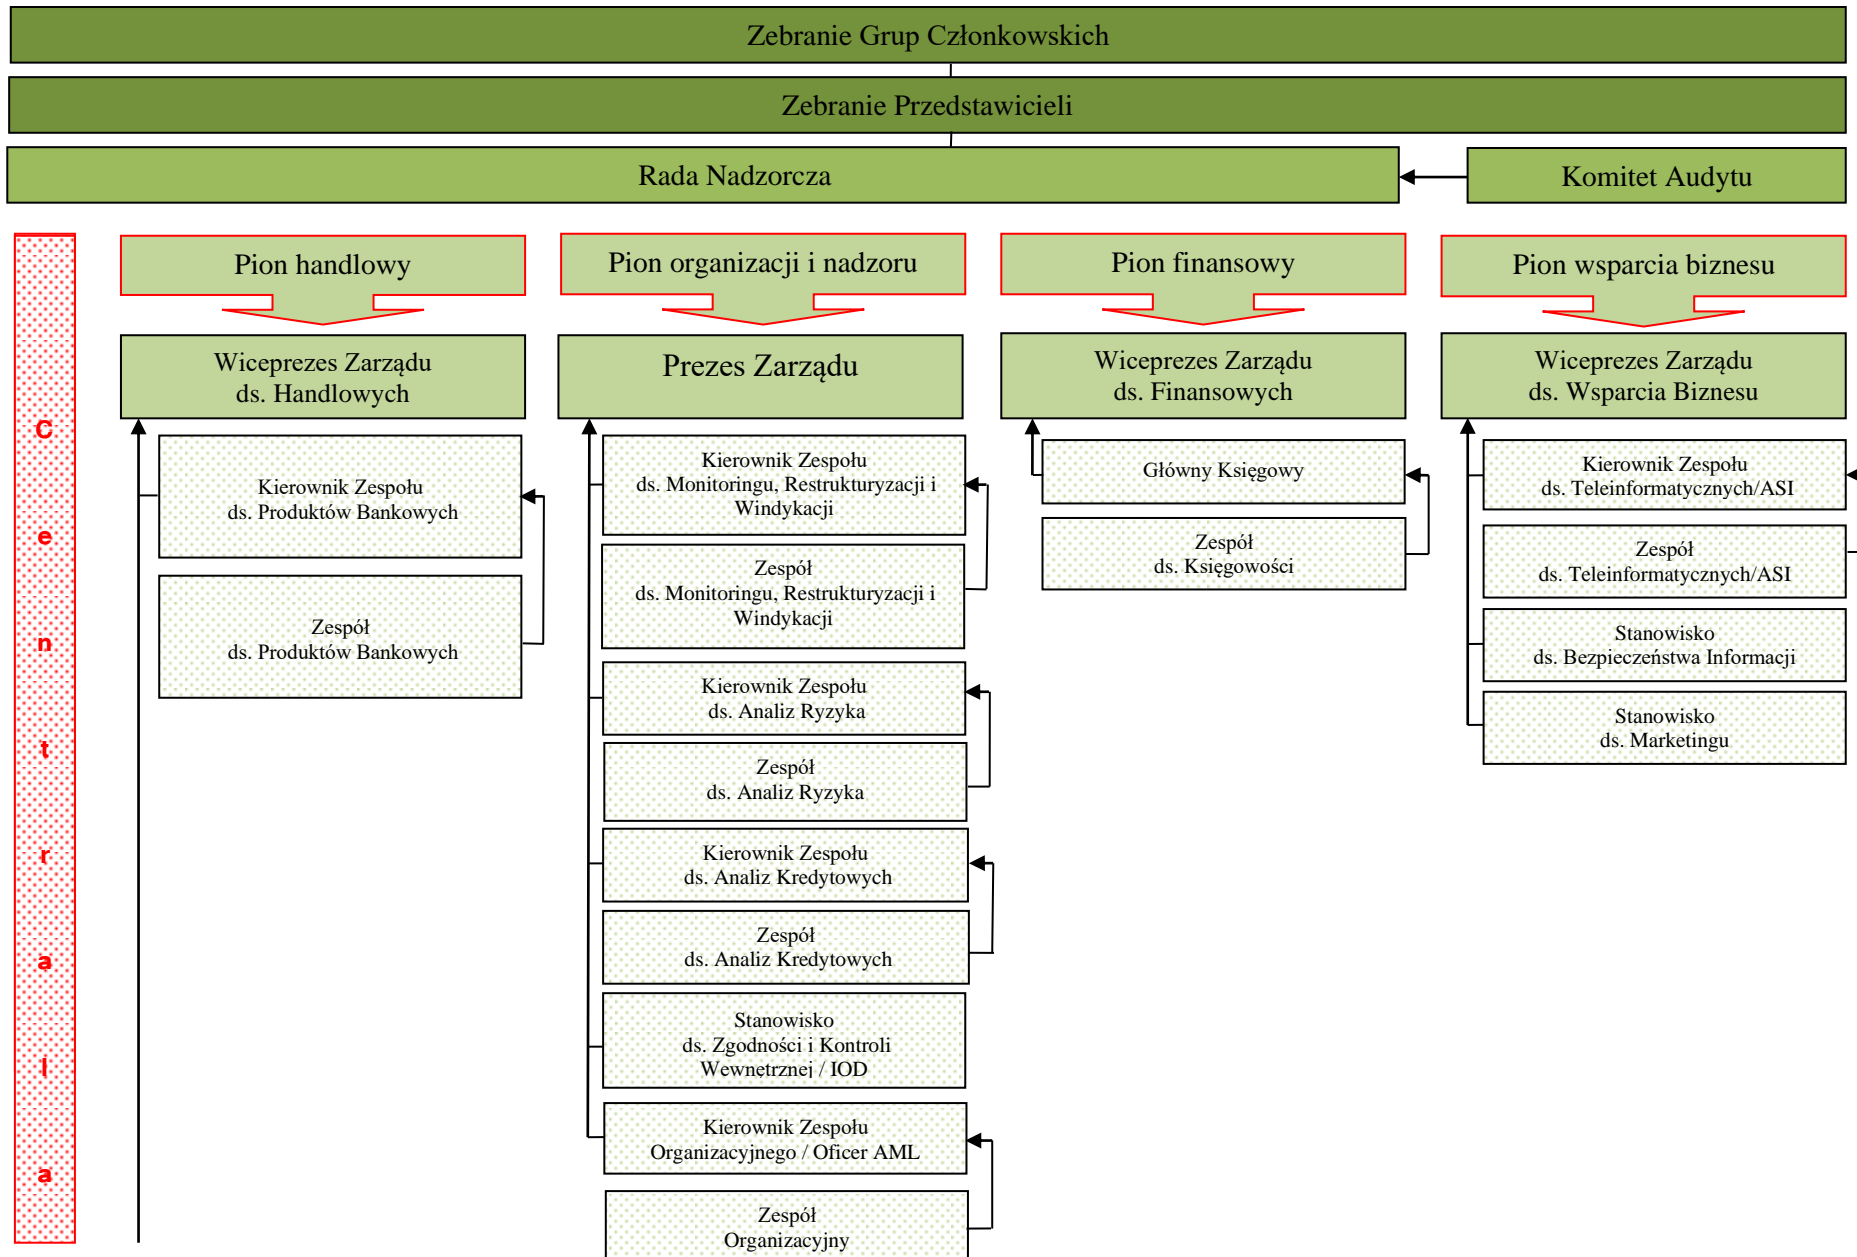 Zebranie Grup Członkowskich
Zebranie Przedstawicieli
Rada Nadzorcza
Komitet Audytu
Centrala
Pion handlowy
Wiceprezes Zarządu
ds. Handlowych
Kierownik Zespołu
ds. Produktów Bankowych
Zespół
ds. Produktów Bankowych
Pion organizacji i nadzoru
Prezes Zarządu
Kierownik Zespołu
ds. Monitoringu, Restrukturyzacji i
Windykacji
Zespół
ds. Monitoringu, Restrukturyzacji i
Windykacji
Kierownik Zespołu
ds. Analiz Ryzyka
Zespół
ds. Analiz Ryzyka
Kierownik Zespołu
ds. Analiz Kredytowych
Zespół
ds. Analiz Kredytowych
Stanowisko
ds. Zgodności i Kontroli
Wewnętrznej / IOD
Kierownik Zespołu
Organizacyjnego / Oficer AML
Zespół
Organizacyjny
Pion finansowy
Wiceprezes Zarządu
ds. Finansowych
Główny Księgowy
Zespół
ds. Księgowości
Pion wsparcia biznesu
Wiceprezes Zarządu
ds. Wsparcia Biznesu
Kierownik Zespołu
ds. Teleinformatycznych/ASI
Zespół
ds. Teleinformatycznych/ASI
Stanowisko
ds. Bezpieczeństwa Informacji
Stanowisko
ds. Marketingu